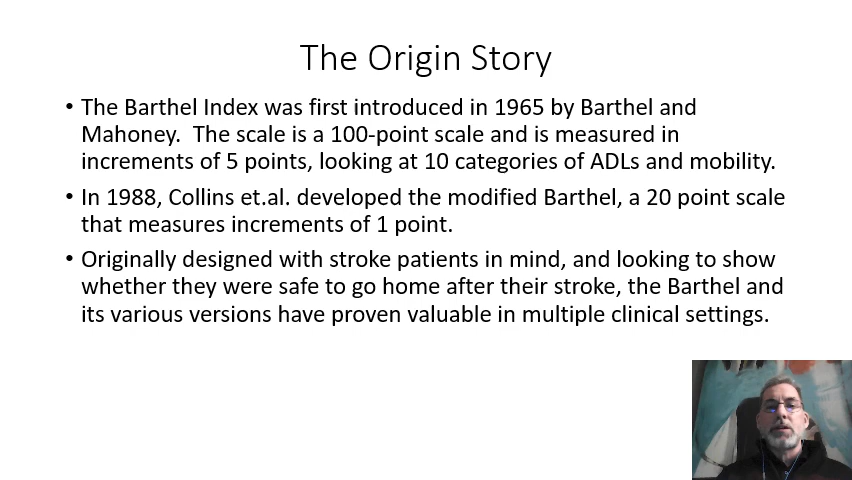 The Origin Story
• The Barthel Index was first introduced in 1965 by Barthel and
Mahoney.  The scale is a 100-point scale and is measured in
increments of 5 points, looking at 10 categories of ADLs and mobility.
• In 1988, Collins et.al. developed the modified Barthel, a 20 point scale
that measures increments of 1 point.
• Originally designed with stroke patients in mind, and looking to show
whether they were safe to go home after their stroke, the Barthel and
its various versions have proven valuable in multiple clinical settings.